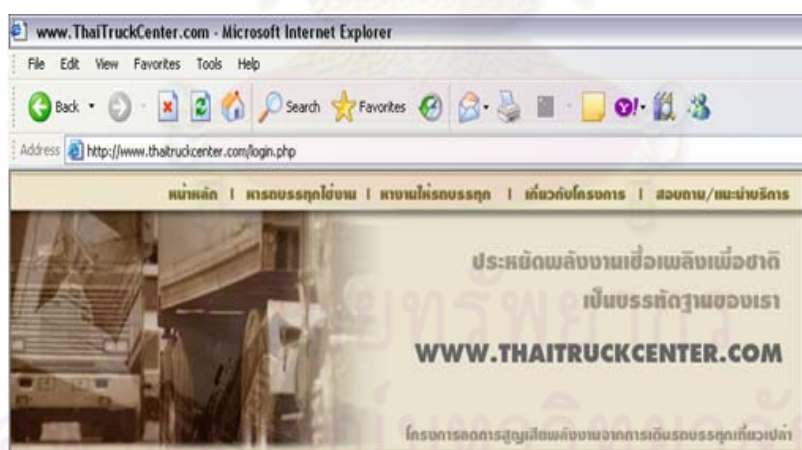 www.ThaiTruckCenter.com - Microsoft Internet Explorer
File Edit View Favorites Tools Help
Back Search Favorites
Address http://www.thaitruckcenter.com/login.php
หน้าหลัก | หารถบรรทุกใช้งาน | หางานให้รถบรรทุก | เกี่ยวกับโครงการ | สอบถาม/แนะนำบริการ
ประหยัดพลังงานเชื้อเพลิงเพื่อชาติ
เป็นบรรทัดฐานของเรา
WWW.THAITRUCKCENTER.COM
โครงการลดการสูญเสียพลังงานจากการเดินรถบรรทุกเที่ยวเปล่า